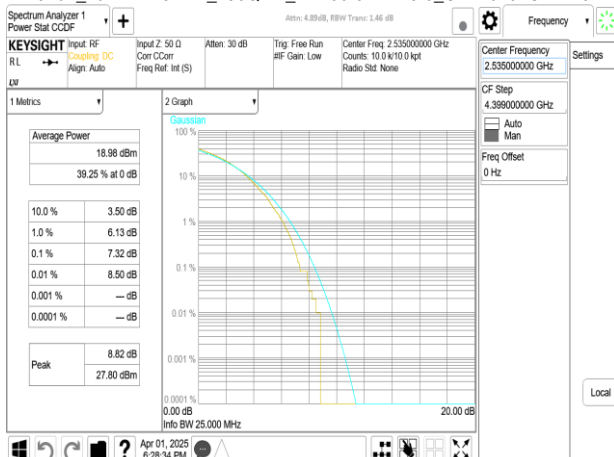 Spectrum Analyzer 1
Power Stat CCDF
+
Attn: 4.89dB, RBW Trans: 1.46 dB
Frequency
KEYSIGHT
RL
LXI
Input: RF
Coupling: DC
Align: Auto
Input Z: 50 Ω
Corr CCorr
Freq Ref: Int (S)
Atten: 30 dB
Trig: Free Run
#IF Gain: Low
Center Freq: 2.535000000 GHz
Counts: 10.0 k/10.0 kpt
Radio Std: None
Center Frequency
2.535000000 GHz
Settings
CF Step
4.399000000 GHz
Auto
Man
Freq Offset
0 Hz
Local
1 Metrics
Average Power
18.98 dBm
39.25 % at 0 dB
10.0 % 3.50 dB
1.0 % 6.13 dB
0.1 % 7.32 dB
0.01 % 8.50 dB
0.001 % --- dB
0.0001 % --- dB
Peak
8.82 dB
27.80 dBm
2 Graph
Gaussian
100 %
10 %
1 %
0.1 %
0.01 %
0.001 %
0.0001 %
0.00 dB 20.00 dB
Info BW 25.000 MHz
?
Apr 01, 2025
6:28:34 PM